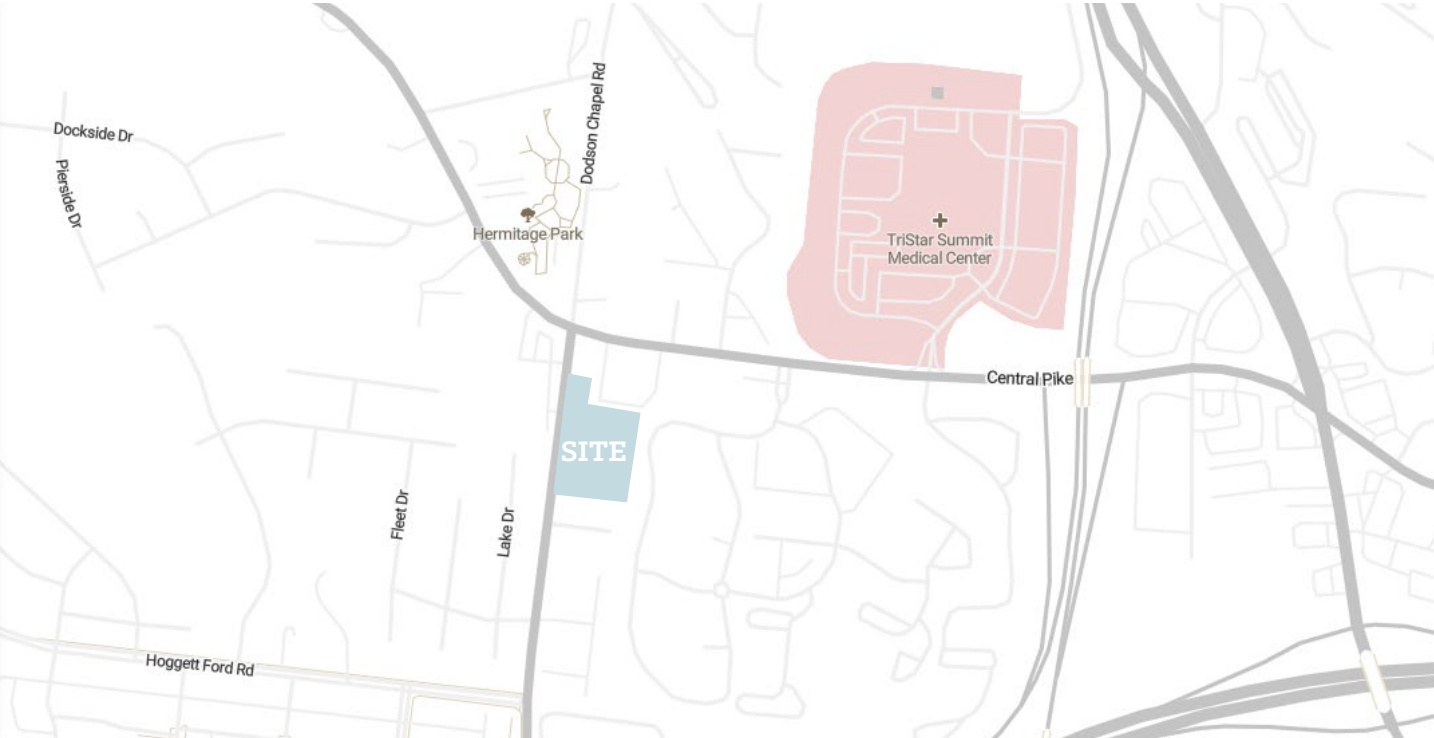 Dodson Chapel Rd
Dockside Dr
Pierside Dr
Hermitage Park
TriStar Summit
Medical Center
Central Pike
SITE
Fleet Dr
Lake Dr
Hoggett Ford Rd